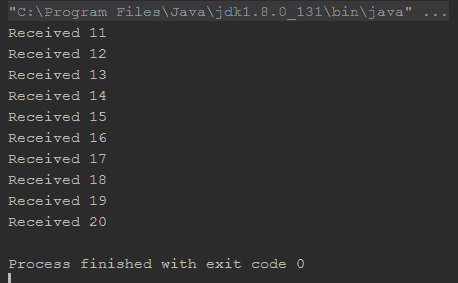 "C:\Program Files\Java\jdk1.8.0_131\bin\java" ...
Received 11
Received 12
Received 13
Received 14
Received 15
Received 16
Received 17
Received 18
Received 19
Received 20
Process finished with exit code 0